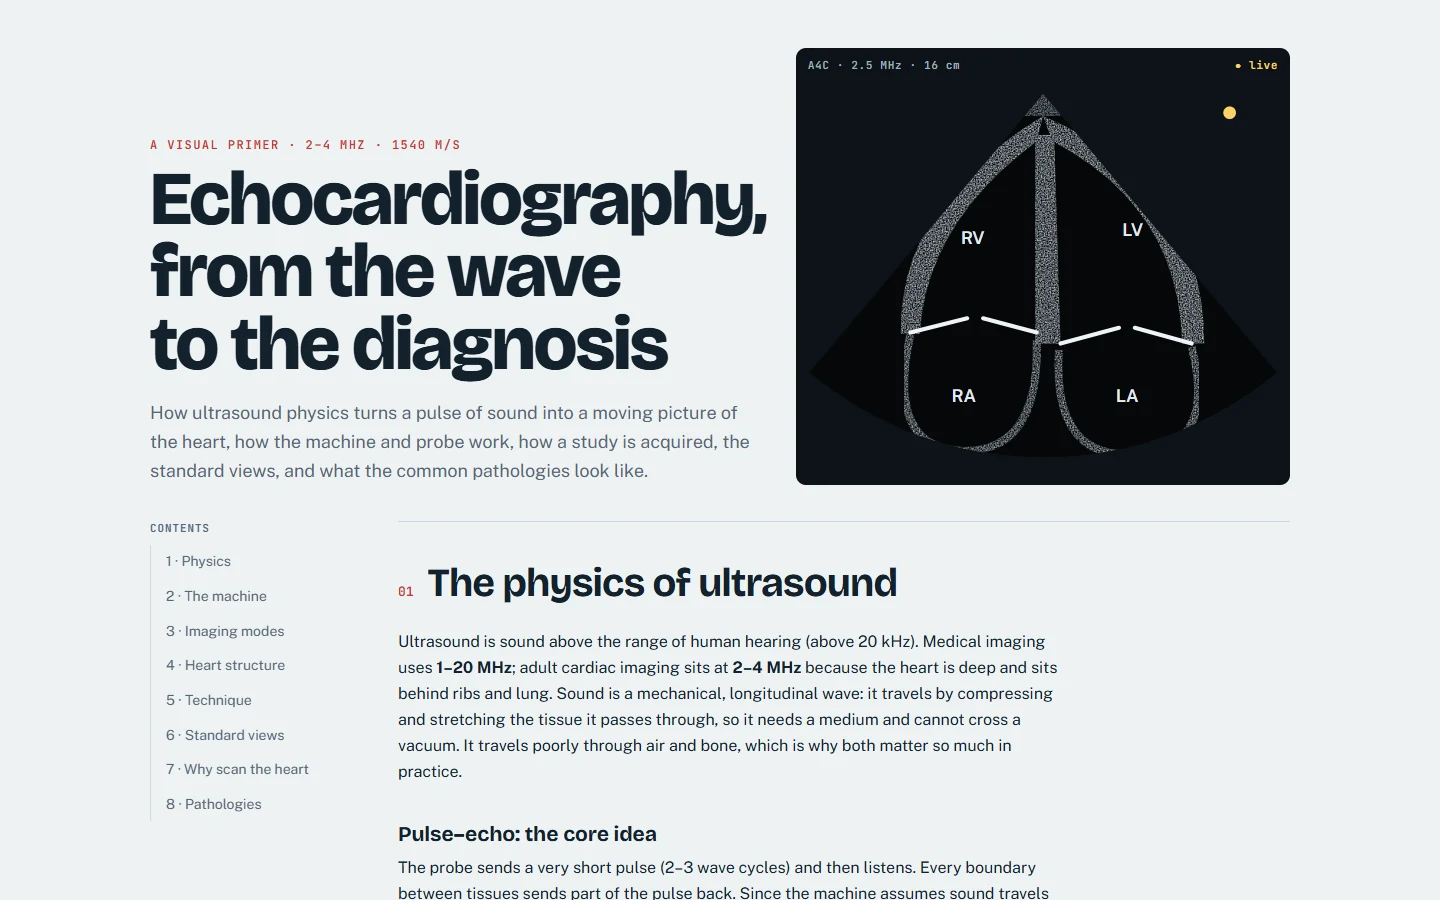 A4C · 2.5 MHz · 16 cm
● live
A VISUAL PRIMER · 2–4 MHZ · 1540 M/S
Echocardiography,
from the wave
to the diagnosis
How ultrasound physics turns a pulse of sound into a moving picture of
the heart, how the machine and probe work, how a study is acquired, the
standard views, and what the common pathologies look like.
RV
LV
RA
LA
CONTENTS
1 · Physics
2 · The machine
3 · Imaging modes
4 · Heart structure
5 · Technique
6 · Standard views
7 · Why scan the heart
8 · Pathologies
01 The physics of ultrasound
Ultrasound is sound above the range of human hearing (above 20 kHz). Medical imaging
uses 1–20 MHz; adult cardiac imaging sits at 2–4 MHz because the heart is deep and sits
behind ribs and lung. Sound is a mechanical, longitudinal wave: it travels by compressing
and stretching the tissue it passes through, so it needs a medium and cannot cross a
vacuum. It travels poorly through air and bone, which is why both matter so much in
practice.
Pulse–echo: the core idea
The probe sends a very short pulse (2–3 wave cycles) and then listens. Every boundary
between tissues sends part of the pulse back. Since the machine assumes sound travels